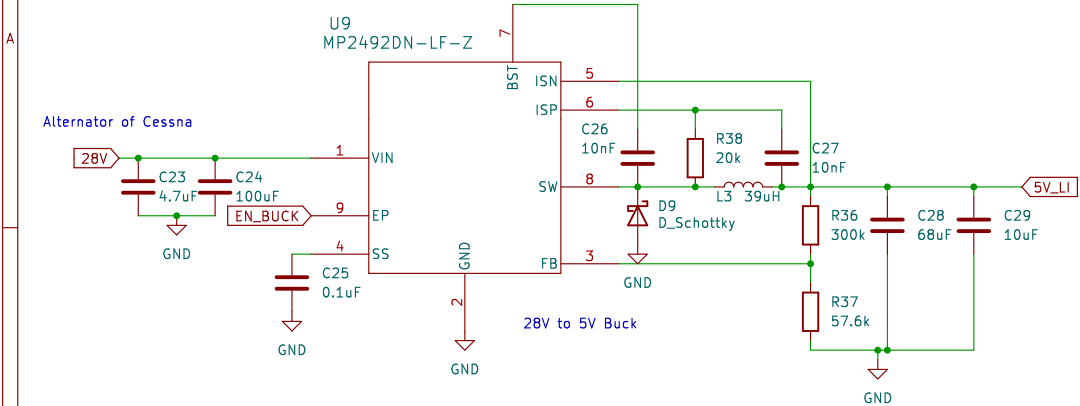 A
U9
MP2492DN-LF-Z
7
BST
ISN
5
ISP
6
Alternator of Cessna
28V
1
VIN
C23
4.7uF
C24
100uF
EN_BUCK
9
EP
4
SS
C25
0.1uF
GND
GND
GND
2
GND
C26
10nF
R38
20k
C27
10nF
SW
8
L3
39uH
5V_LI
D9
D_Schottky
GND
R36
300k
C28
68uF
C29
10uF
FB
3
R37
57.6k
28V to 5V Buck
GND